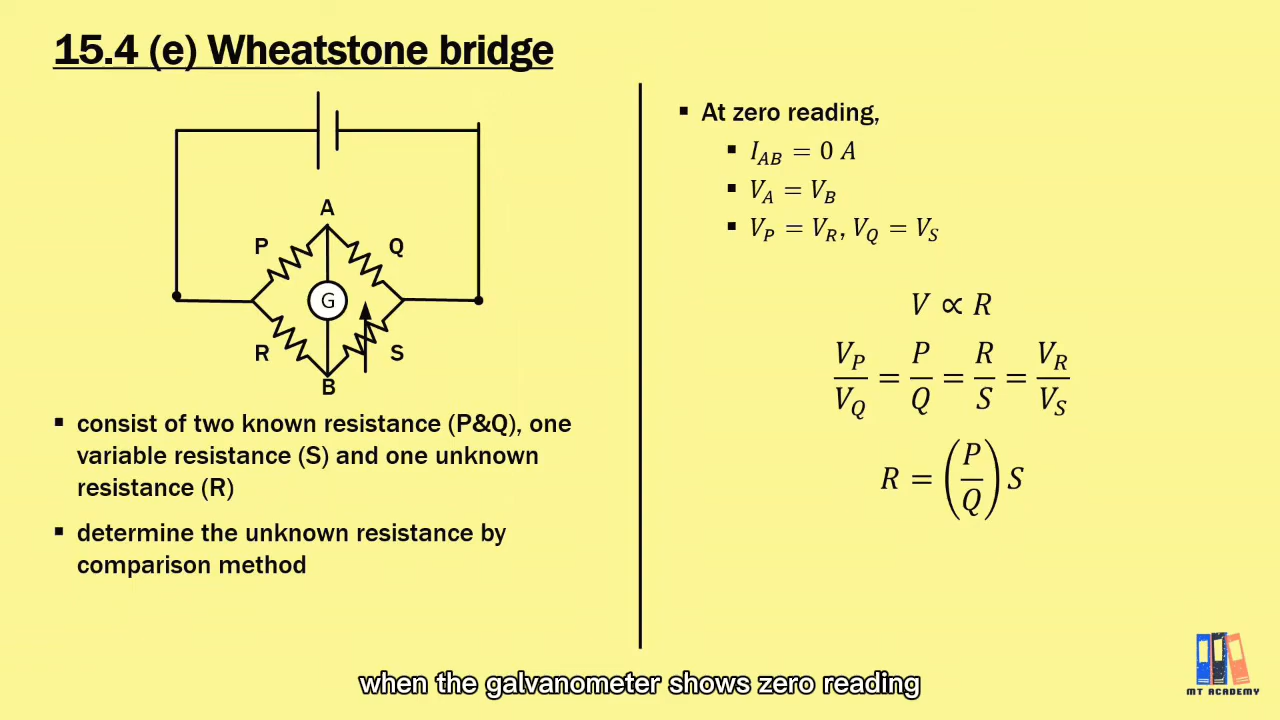 15.4 (e) Wheatstone bridge
A
P
Q
G
R
S
B
▪ consist of two known resistance (P&Q), one
variable resistance (S) and one unknown
resistance (R)
▪ determine the unknown resistance by
comparison method
▪ At zero reading,
▪ I_{AB} = 0 A
▪ V_A = V_B
▪ V_P = V_R, V_Q = V_S
V ∝ R
V_P/V_Q = P/Q = R/S = V_R/V_S
R = (P/Q) S
when the galvanometer shows zero reading
MT ACADEMY